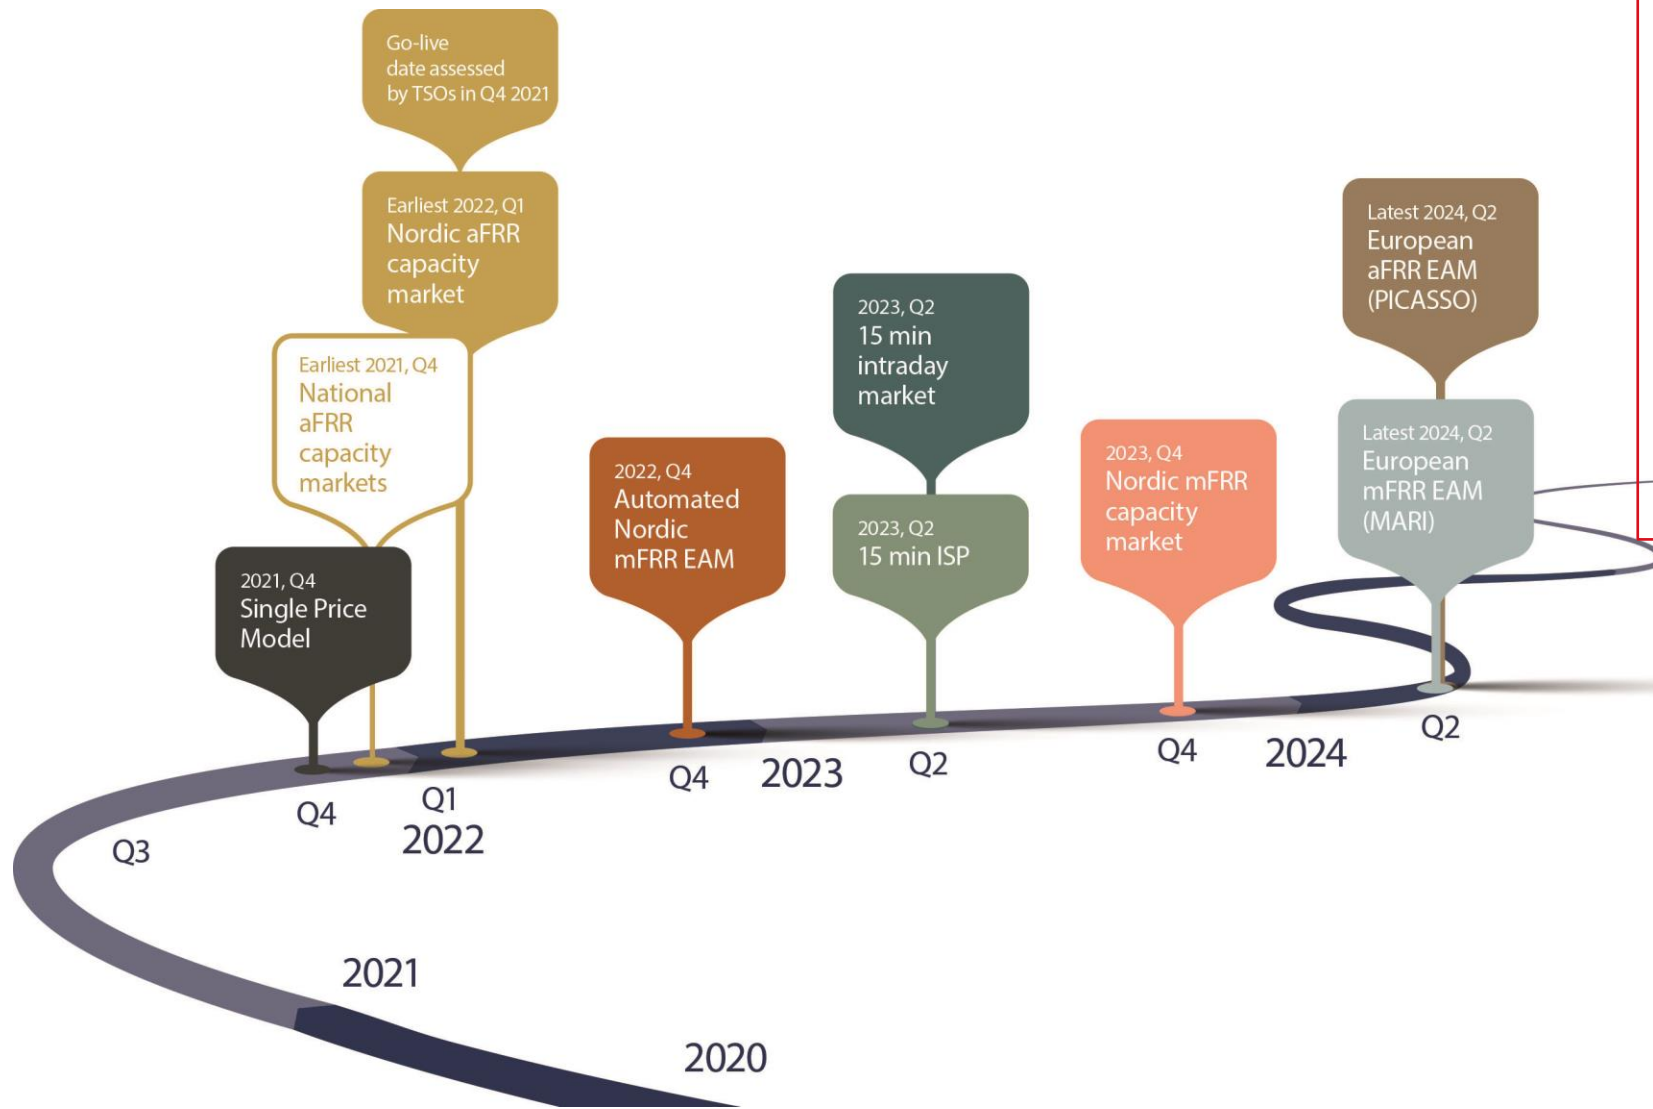 Go-live
date assessed
by TSOs in Q4 2021
Earliest 2022, Q1
Nordic aFRR
capacity
market
Earliest 2021, Q4
National
aFRR
capacity
markets
2021, Q4
Single Price
Model
2022, Q4
Automated
Nordic
mFRR EAM
2023, Q2
15 min
intraday
market
2023, Q2
15 min ISP
2023, Q4
Nordic mFRR
capacity
market
Latest 2024, Q2
European
aFRR EAM
(PICASSO)
Latest 2024, Q2
European
mFRR EAM
(MARI)
Q3
Q4
Q1
2022
Q4
2023
Q2
Q4
2024
Q2
2021
2020